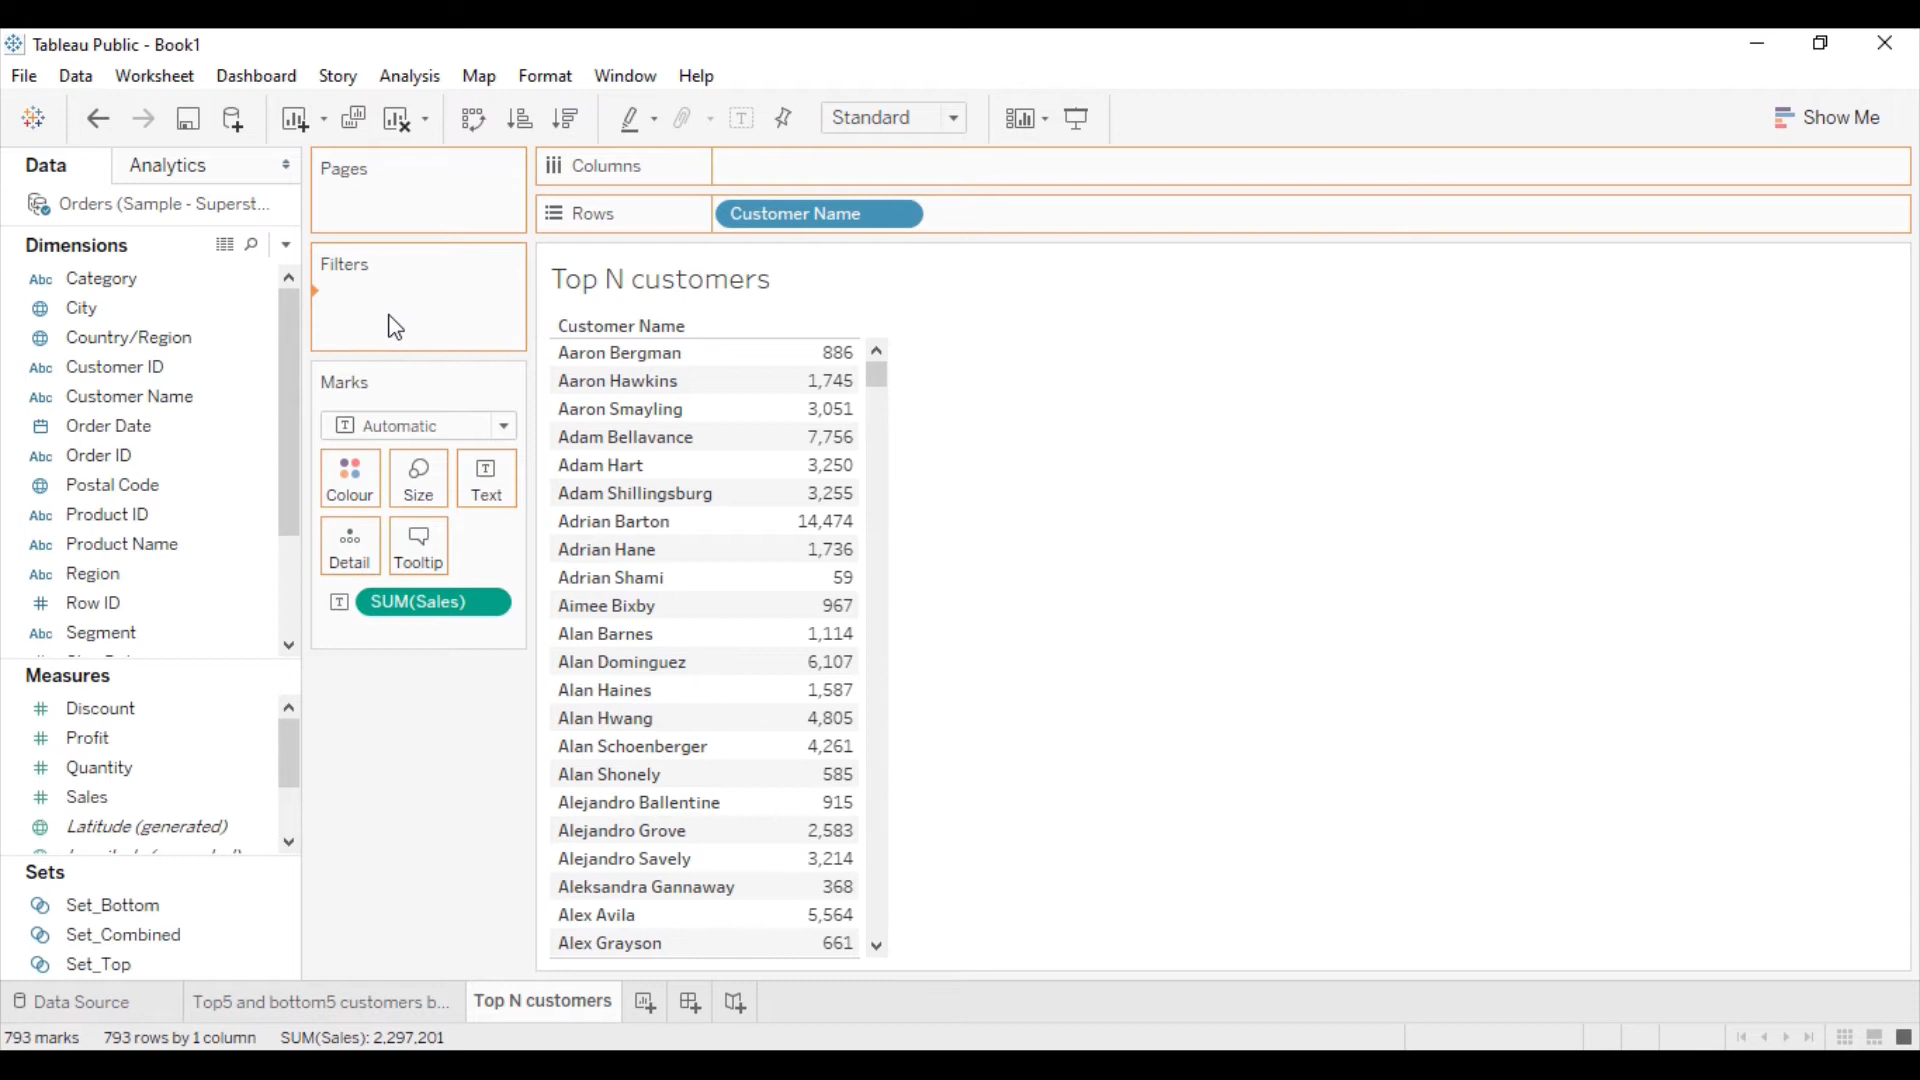 Tableau Public - Book1
File Data Worksheet Dashboard Story Analysis Map Format Window Help
Standard
Show Me
Data
Analytics
Orders (Sample - Superst...
Dimensions
Abc Category
City
Country/Region
Abc Customer ID
Abc Customer Name
Order Date
Abc Order ID
Postal Code
Abc Product ID
Abc Product Name
Abc Region
# Row ID
Abc Segment
Measures
# Discount
# Profit
# Quantity
# Sales
Latitude (generated)
Sets
Set_Bottom
Set_Combined
Set_Top
Pages
Filters
Marks
T Automatic
Colour
Size
T Text
Detail
Tooltip
T SUM(Sales)
Columns
Rows
Customer Name
Top N customers
Customer Name
Aaron Bergman 886
Aaron Hawkins 1,745
Aaron Smayling 3,051
Adam Bellavance 7,756
Adam Hart 3,250
Adam Shillingsburg 3,255
Adrian Barton 14,474
Adrian Hane 1,736
Adrian Shami 59
Aimee Bixby 967
Alan Barnes 1,114
Alan Dominguez 6,107
Alan Haines 1,587
Alan Hwang 4,805
Alan Schoenberger 4,261
Alan Shonely 585
Alejandro Ballentine 915
Alejandro Grove 2,583
Alejandro Savely 3,214
Aleksandra Gannaway 368
Alex Avila 5,564
Alex Grayson 661
Data Source
Top5 and bottom5 customers b...
Top N customers
793 marks 793 rows by 1 column SUM(Sales): 2,297,201